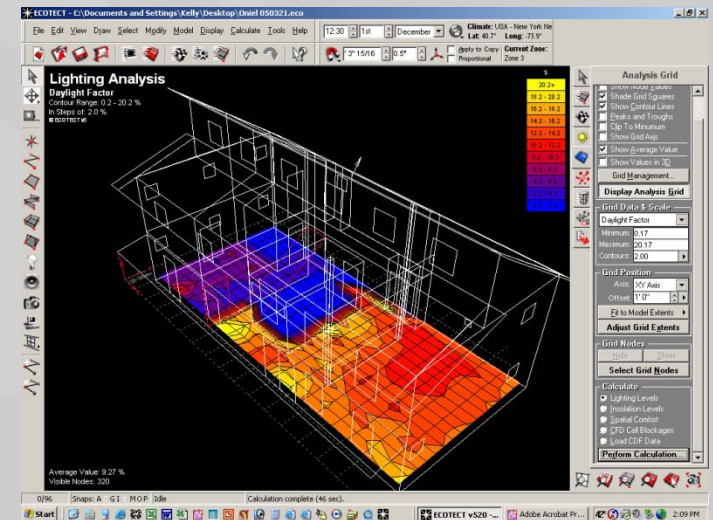 ECOTECT - C:\Documents and Settings\Kelly\Desktop\Oniel 050321.eco
File Edit View Draw Select Modify Model Display Calculate Tools Help
12:30 1st December
Climate: USA - New York Ne
Lat: 40.7° Long: -73.9°
'3" 15/16 0.5°
Apply to Copy Current Zone:
Proportional Zone 3
Lighting Analysis
Daylight Factor
Contour Range: 0.2 - 20.2 %
In Steps of: 2.0 %
© ECOTECT v5
%
20.2+
18.2 - 20.2
16.2 - 18.2
14.2 - 16.2
12.2 - 14.2
10.2 - 12.2
8.2 - 10.2
Average Value: 9.27 %
Visible Nodes: 320
Analysis Grid
Show Node Values
Shade Grid Squares
Show Contour Lines
Peaks and Troughs
Clip To Minumum
Show Grid Axis
Show Average Value
Show Values in 3D
Grid Management...
Display Analysis Grid
Grid Data & Scale
Daylight Factor
Minimum: 0.17
Maximum: 20.17
Contours: 2.00
Grid Position
Axis: XY Axis
Offset: 1' 0"
Fit to Model Extents
Adjust Grid Extents
Grid Nodes
Hide Show
Select Grid Nodes
Calculate
Lighting Levels
Insolation Levels
Spatial Comfort
CFD Cell Blockages
Load CDF Data
Perform Calculation...
0/96 Snaps: A G I M O P Idle Calculation complete (46 sec).
Start ECOTECT v520 -... Adobe Acrobat Pr... 2:09 PM